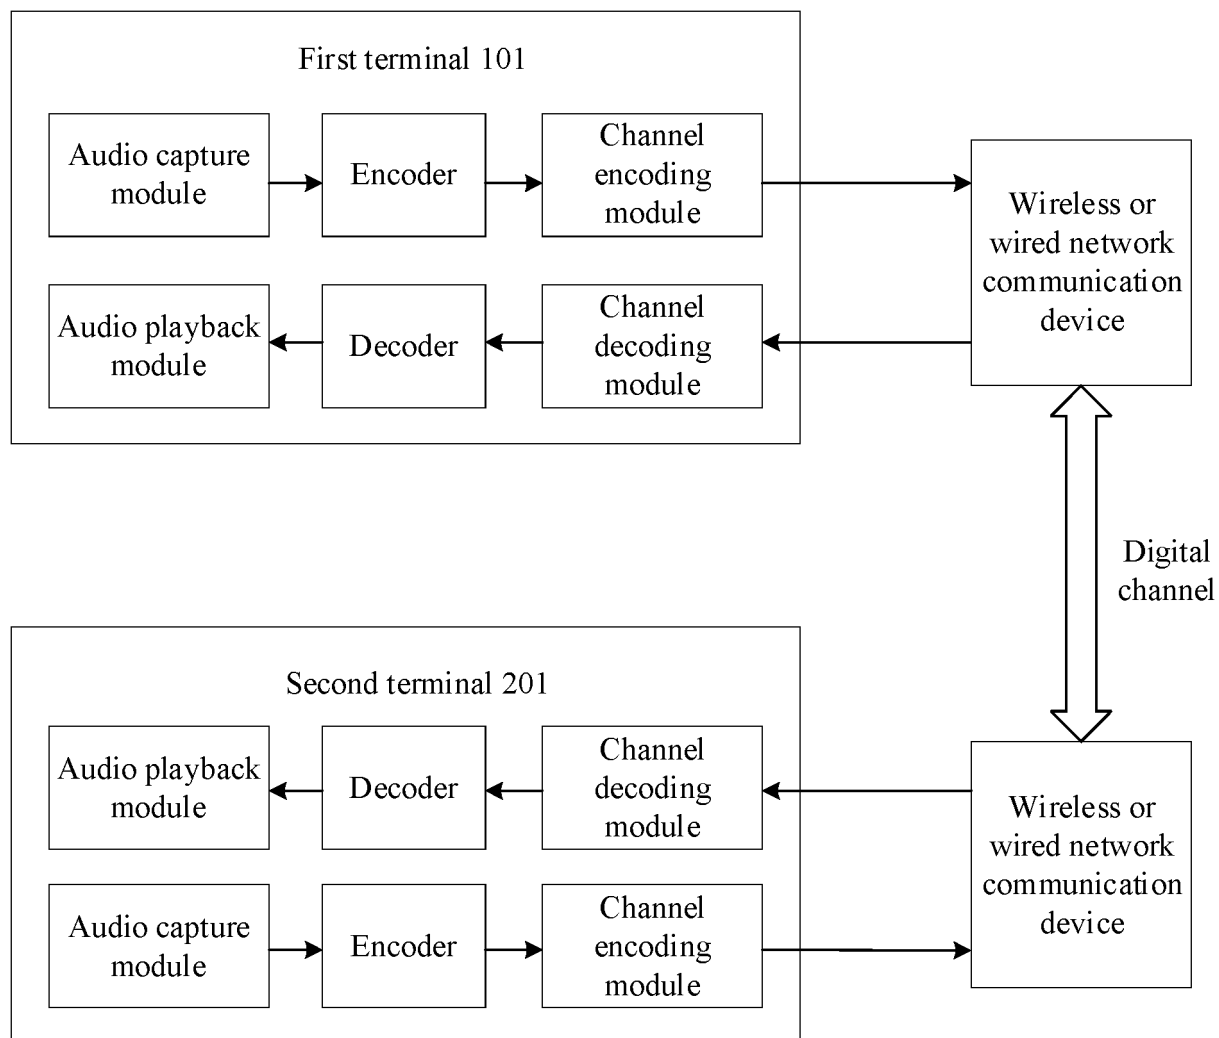 First terminal 101
Audio capture
module
Encoder
Channel
encoding
module
Wireless or
wired network
communication
device
Audio playback
module
Decoder
Channel
decoding
module
Digital
channel
Second terminal 201
Audio playback
module
Decoder
Channel
decoding
module
Wireless or
wired network
communication
device
Audio capture
module
Encoder
Channel
encoding
module